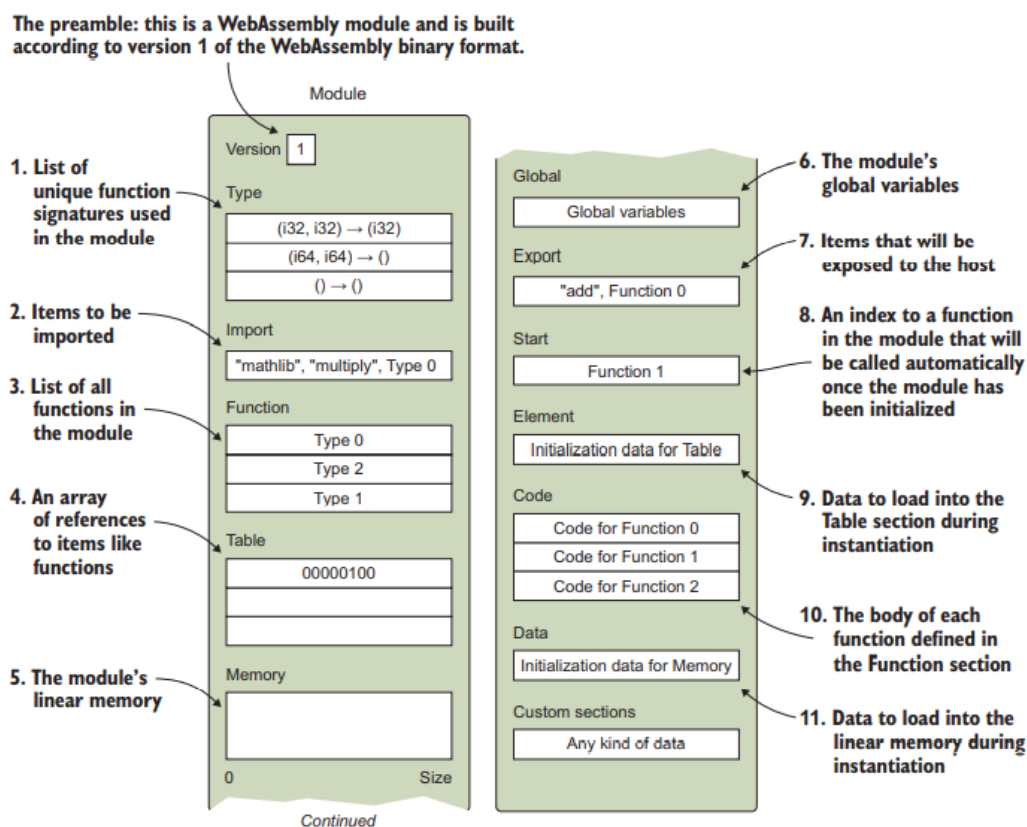 The preamble: this is a WebAssembly module and is built
according to version 1 of the WebAssembly binary format.
Module
Version 1
1. List of
unique function
signatures used
in the module
Type
(i32, i32) → (i32)
(i64, i64) → ()
() → ()
2. Items to be
imported
Import
"mathlib", "multiply", Type 0
3. List of all
functions in
the module
Function
Type 0
Type 2
Type 1
4. An array
of references
to items like
functions
Table
00000100
5. The module's
linear memory
Memory
0 Size
Continued
Global
Global variables
6. The module's
global variables
Export
"add", Function 0
7. Items that will be
exposed to the host
Start
Function 1
8. An index to a function
in the module that will
be called automatically
once the module has
been initialized
Element
Initialization data for Table
9. Data to load into the
Table section during
instantiation
Code
Code for Function 0
Code for Function 1
Code for Function 2
10. The body of each
function defined in
the Function section
Data
Initialization data for Memory
11. Data to load into the
linear memory during
instantiation
Custom sections
Any kind of data